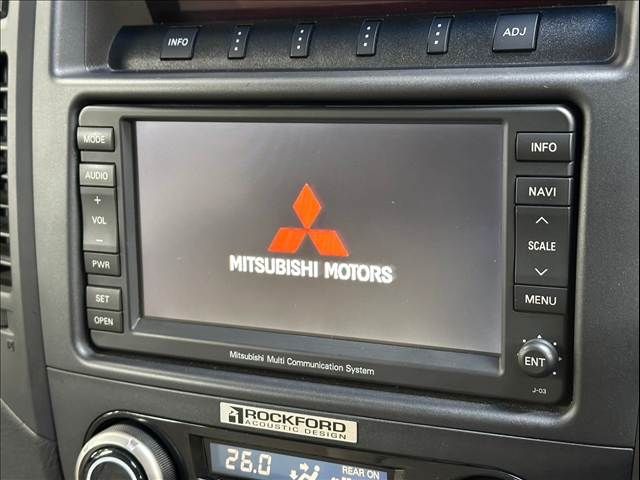 INFO
ADJ
MODE
AUDIO
+
VOL
−
PWR
SET
OPEN
MITSUBISHI MOTORS
INFO
NAVI
SCALE
MENU
ENT
J-03
Mitsubishi Multi Communication System
ROCKFORD
ACOUSTIC DESIGN
26.0
REAR ON